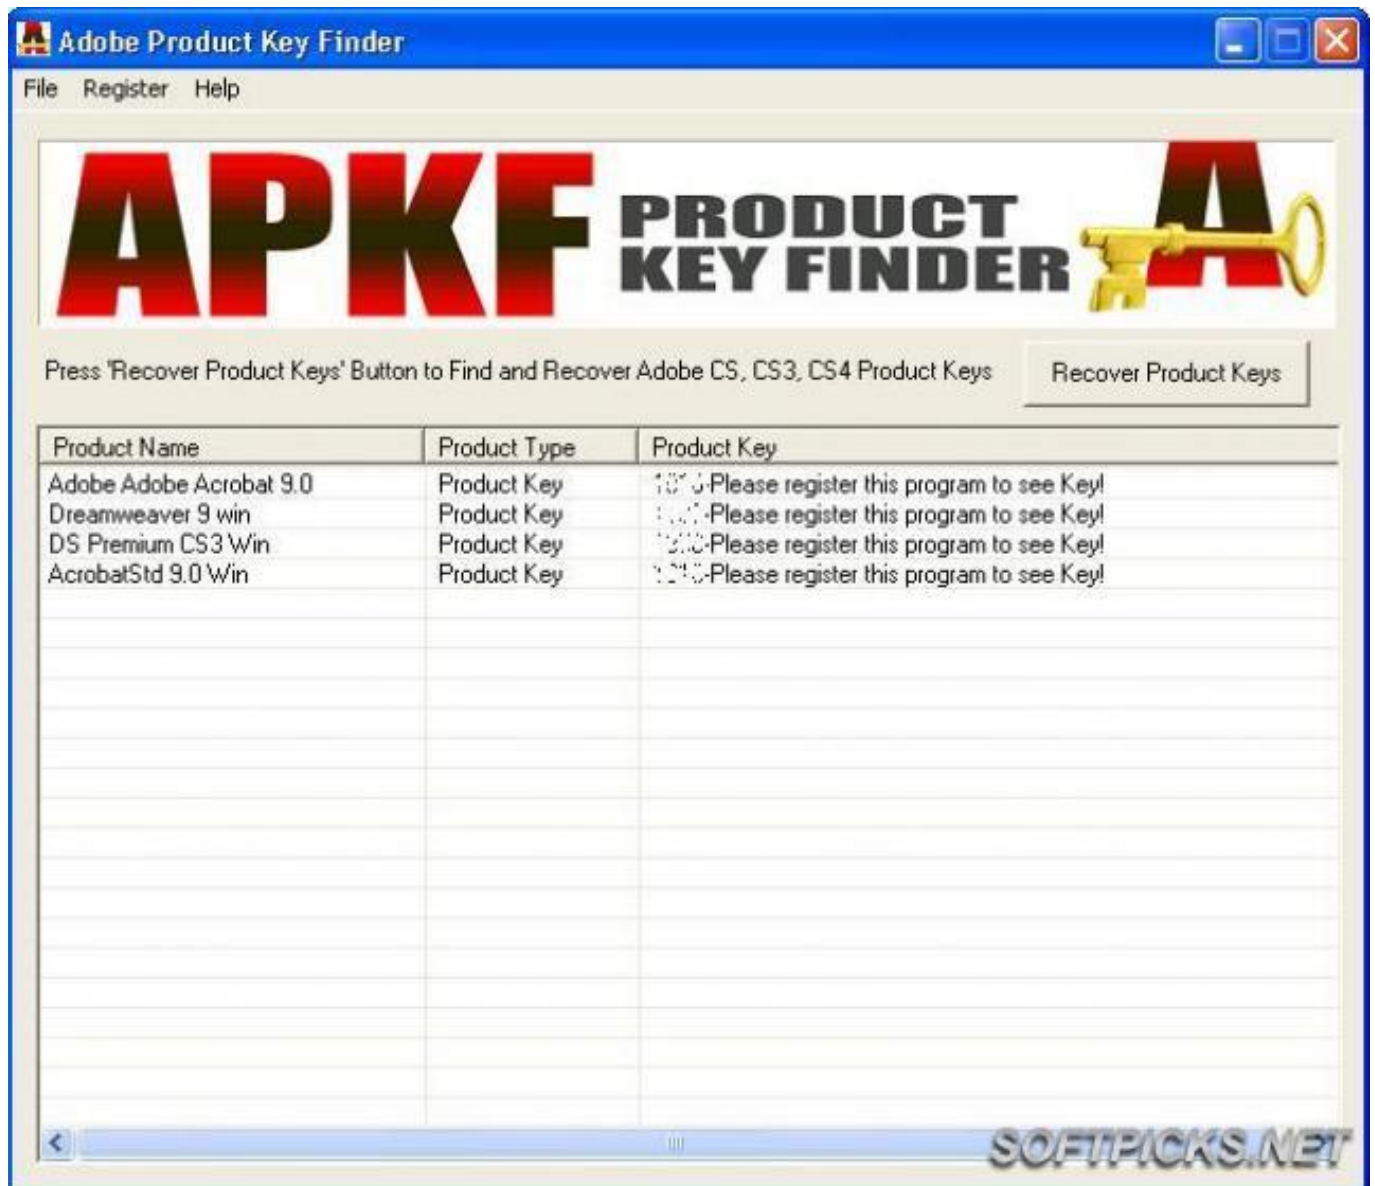 Adobe Product Key Finder
File Register Help
APKF PRODUCT KEY FINDER A
Press 'Recover Product Keys' Button to Find and Recover Adobe CS, CS3, CS4 Product Keys Recover Product Keys
Product Name Product Type Product Key
Adobe Adobe Acrobat 9.0 Product Key -Please register this program to see Key!
Dreamweaver 9 win Product Key -Please register this program to see Key!
DS Premium CS3 Win Product Key -Please register this program to see Key!
AcrobatStd 9.0 Win Product Key -Please register this program to see Key!
SOFTPICKS.NET